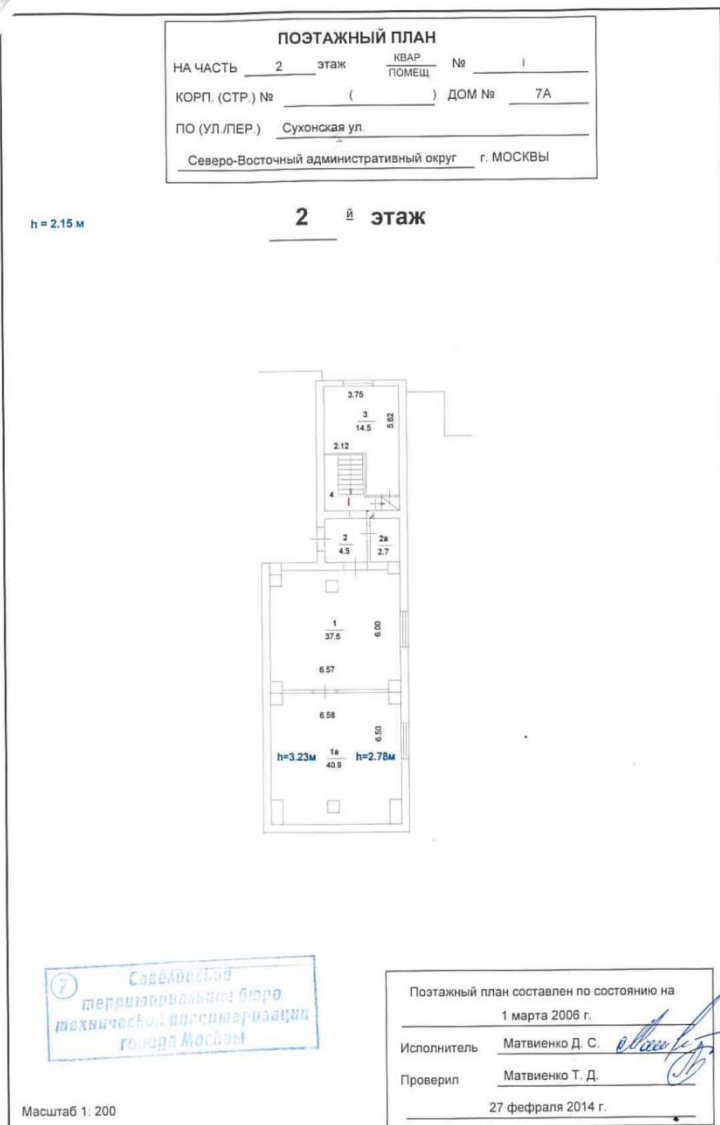 ПОЭТАЖНЫЙ ПЛАН
НА ЧАСТЬ 2 этаж КВАР ПОМЕЩ. № I
КОРП. (СТР.) № ( ) ДОМ № 7А
ПО (УЛ./ПЕР.) Сухонская ул.
Северо-Восточный административный округ г. МОСКВЫ
h = 2.15 м
2 й этаж
3.75
3
14.5
5.62
2.12
4
I
2
4.5
2а
2.7
1
37.6
6.00
6.57
6.58
6.50
h=3.23м
1а
40.9
h=2.78м
7
Савеловское
территориальное бюро
технической инвентаризации
города Москвы
Поэтажный план составлен по состоянию на
1 марта 2006 г.
Исполнитель Матвиенко Д. С.
Проверил Матвиенко Т. Д.
27 февраля 2014 г.
Масштаб 1: 200